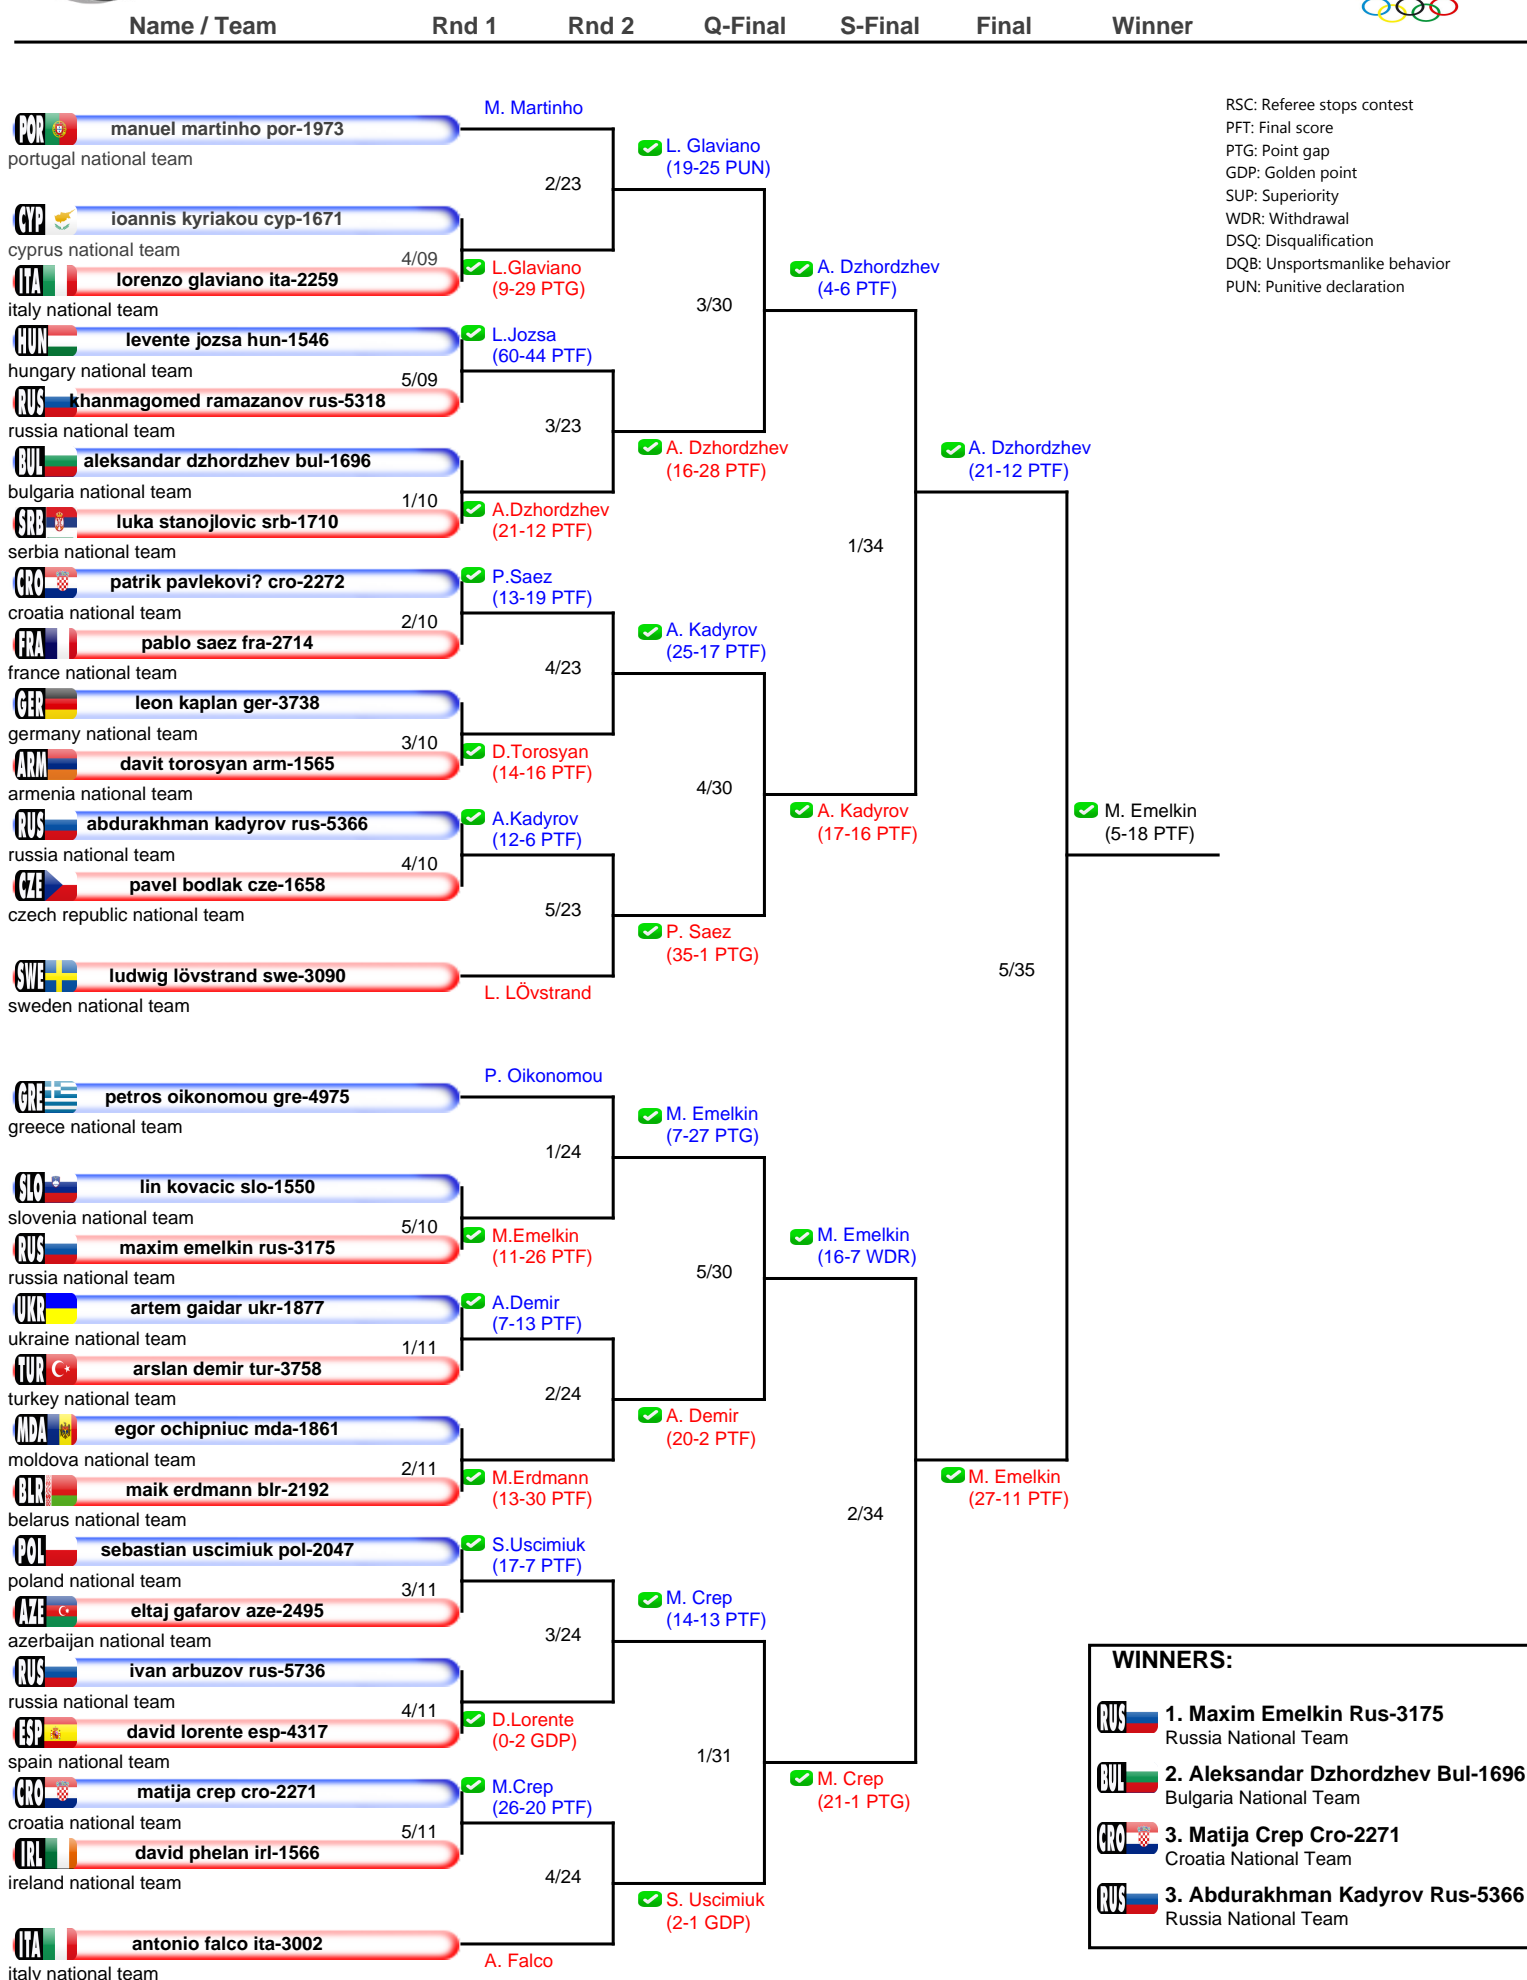 Name / Team Rnd 1 Rnd 2 Q-Final S-Final Final Winner
RSC: Referee stops contest
PFT: Final score
PTG: Point gap
GDP: Golden point
SUP: Superiority
WDR: Withdrawal
DSQ: Disqualification
DQB: Unsportsmanlike behavior
PUN: Punitive declaration
M. Martinho
POR manuel martinho por-1973
portugal national team
L. Glaviano
(19-25 PUN)
2/23
CYP ioannis kyriakou cyp-1671
cyprus national team
4/09
L.Glaviano
(9-29 PTG)
ITA lorenzo glaviano ita-2259
italy national team
A. Dzhordzhev
(4-6 PTF)
3/30
HUN levente jozsa hun-1546
hungary national team
L.Jozsa
(60-44 PTF)
5/09
RUS khanmagomed ramazanov rus-5318
russia national team
3/23
BUL aleksandar dzhordzhev bul-1696
bulgaria national team
A. Dzhordzhev
(16-28 PTF)
A. Dzhordzhev
(21-12 PTF)
1/10
A.Dzhordzhev
(21-12 PTF)
SRB luka stanojlovic srb-1710
serbia national team
1/34
CRO patrik pavlekovi? cro-2272
croatia national team
P.Saez
(13-19 PTF)
2/10
FRA pablo saez fra-2714
france national team
A. Kadyrov
(25-17 PTF)
4/23
GER leon kaplan ger-3738
germany national team
3/10
D.Torosyan
(14-16 PTF)
ARM davit torosyan arm-1565
armenia national team
4/30
A. Kadyrov
(17-16 PTF)
M. Emelkin
(5-18 PTF)
RUS abdurakhman kadyrov rus-5366
russia national team
A.Kadyrov
(12-6 PTF)
4/10
CZE pavel bodlak cze-1658
czech republic national team
5/23
P. Saez
(35-1 PTG)
SWE ludwig lövstrand swe-3090
sweden national team
L. LÖvstrand
5/35
P. Oikonomou
GRE petros oikonomou gre-4975
greece national team
M. Emelkin
(7-27 PTG)
1/24
SLO lin kovacic slo-1550
slovenia national team
5/10
M.Emelkin
(11-26 PTF)
RUS maxim emelkin rus-3175
russia national team
M. Emelkin
(16-7 WDR)
5/30
UKR artem gaidar ukr-1877
ukraine national team
A.Demir
(7-13 PTF)
1/11
TUR arslan demir tur-3758
turkey national team
2/24
MDA egor ochipniuc mda-1861
moldova national team
A. Demir
(20-2 PTF)
2/11
M.Erdmann
(13-30 PTF)
M. Emelkin
(27-11 PTF)
BLR maik erdmann blr-2192
belarus national team
2/34
POL sebastian uscimiuk pol-2047
poland national team
S.Uscimiuk
(17-7 PTF)
3/11
AZE eltaj gafarov aze-2495
azerbaijan national team
M. Crep
(14-13 PTF)
3/24
RUS ivan arbuzov rus-5736
russia national team
4/11
D.Lorente
(0-2 GDP)
ESP david lorente esp-4317
spain national team
1/31
M. Crep
(21-1 PTG)
CRO matija crep cro-2271
croatia national team
M.Crep
(26-20 PTF)
5/11
IRL david phelan irl-1566
ireland national team
4/24
S. Uscimiuk
(2-1 GDP)
ITA antonio falco ita-3002
italy national team
A. Falco
WINNERS:
RUS 1. Maxim Emelkin Rus-3175
Russia National Team
BUL 2. Aleksandar Dzhordzhev Bul-1696
Bulgaria National Team
CRO 3. Matija Crep Cro-2271
Croatia National Team
RUS 3. Abdurakhman Kadyrov Rus-5366
Russia National Team